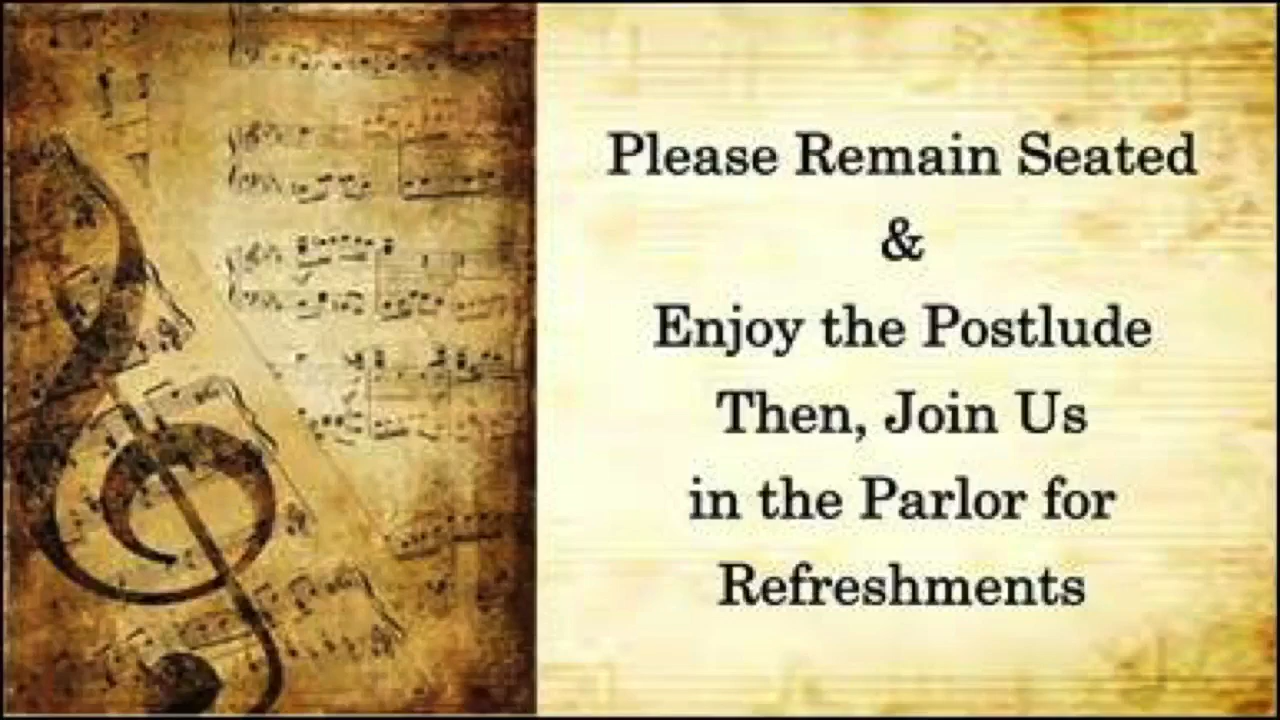 Please Remain Seated
&
Enjoy the Postlude
Then, Join Us
in the Parlor for
Refreshments